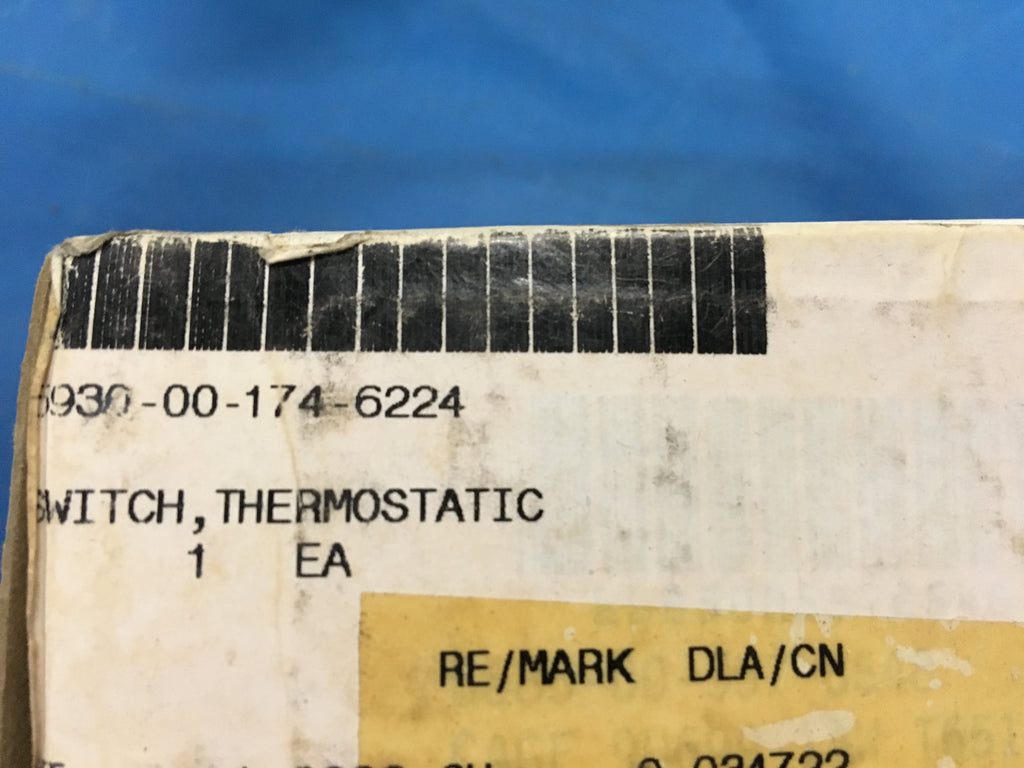 5930-00-174-6224
SWITCH,THERMOSTATIC
1 EA
RE/MARK DLA/CN